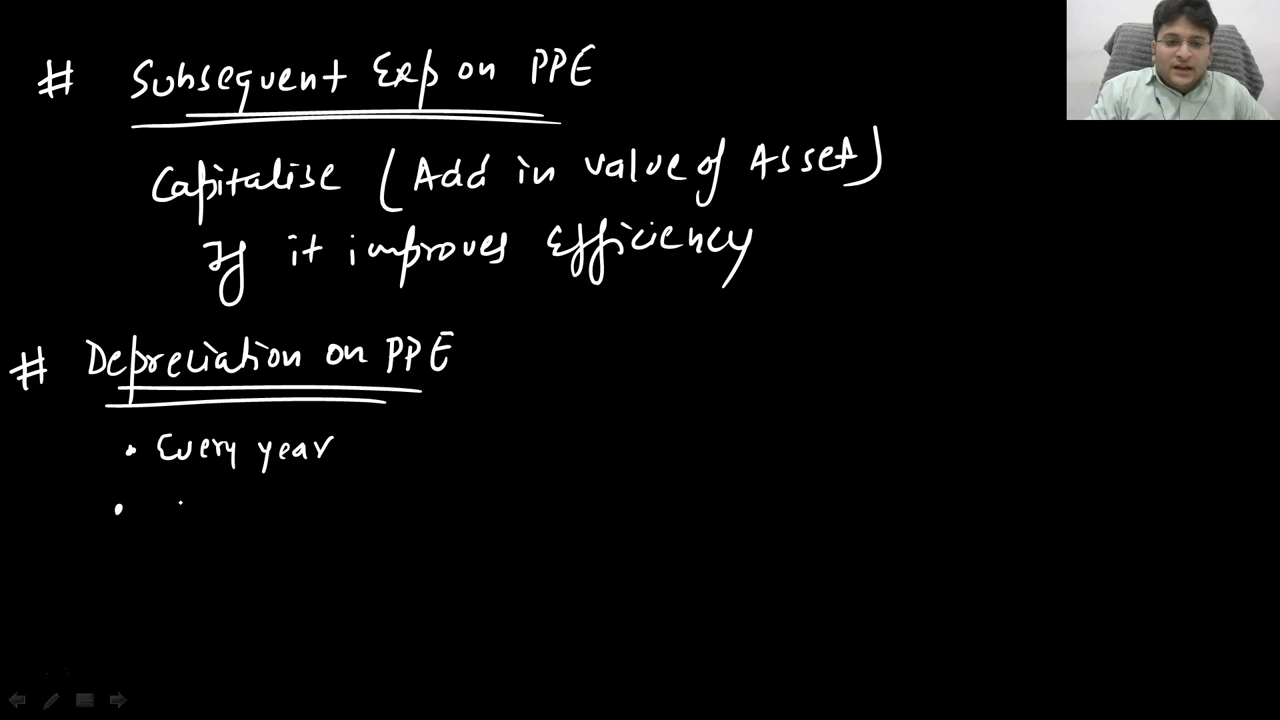 # Subsequent Exp on PPE
Capitalise (Add in value of Asset)
If it improves Efficiency
# Depreciation on PPE
• Every year
•